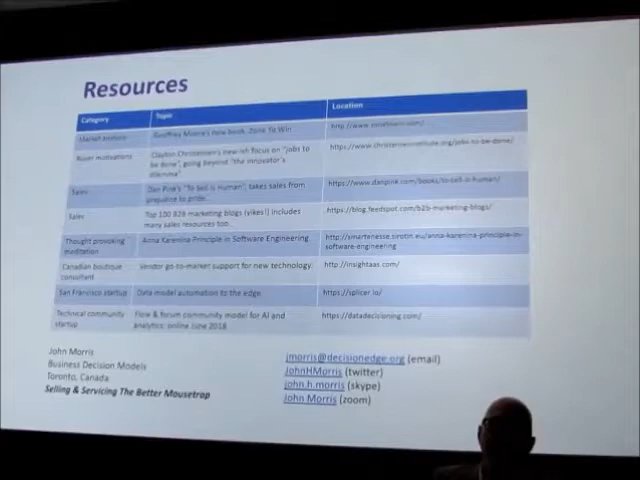 Resources
Category Topic Location
Market analysis Geoffrey Moore's new book, Zone To Win http://www.zonetowin.com/
Buyer motivations Clayton Christensen's new-ish focus on "jobs to https://www.christenseninstitute.org/jobs-to-be-done/
be done", going beyond "the innovator's
dilemma"
Sales Dan Pink's "To Sell is Human", takes sales from https://www.danpink.com/books/to-sell-is-human/
prejudice to pride...
Sales Top 100 B2B marketing blogs (yikes!) includes https://blog.feedspot.com/b2b-marketing-blogs/
many sales resources too...
Thought provoking Anna Karenina Principle in Software Engineering http://smartenesse.sirotin.eu/anna-karenina-principle-in-
meditation software-engineering
Canadian boutique Vendor go-to-market support for new technology. http://insightaas.com/
consultant
San Francisco startup Data model automation to the edge. https://splicer.io/
Technical community Flow & forum community model for AI and https://datadecisioning.com/
startup analytics: online June 2018
John Morris
Business Decision Models
Toronto, Canada
Selling & Servicing The Better Mousetrap
jmorris@decisionedge.org (email)
JohnHMorris (twitter)
john.h.morris (skype)
John Morris (zoom)